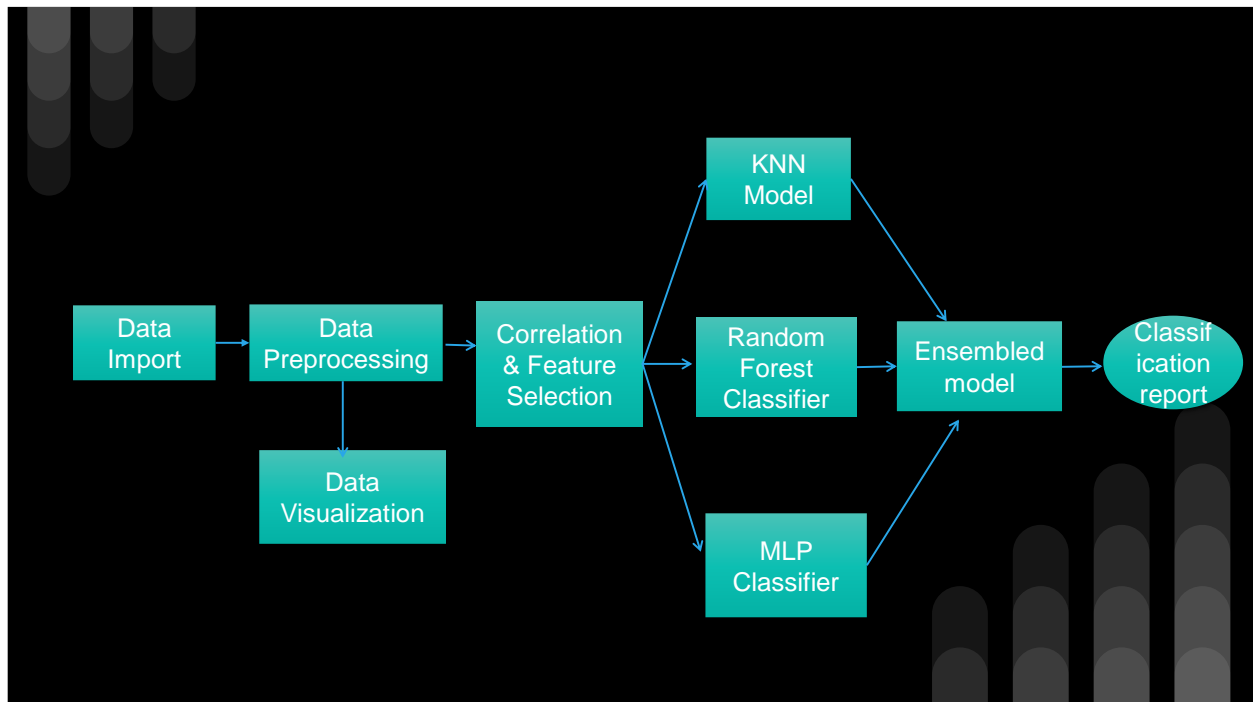 Data
Import
Data
Preprocessing
Data
Visualization
Correlation
& Feature
Selection
KNN
Model
Random
Forest
Classifier
MLP
Classifier
Ensembled
model
Classif
ication
report